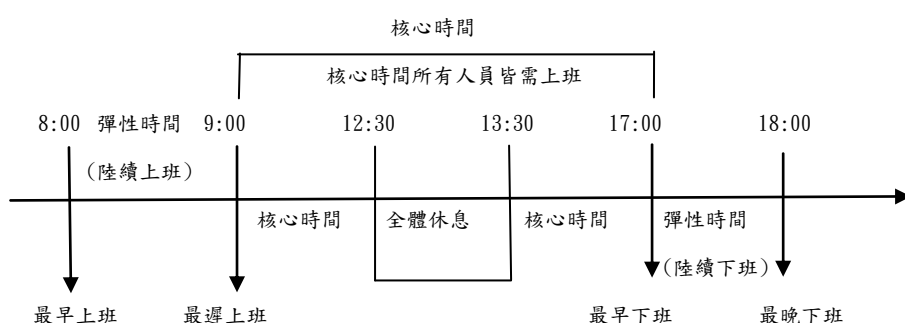 核心時間
核心時間所有人員皆需上班
8:00 彈性時間 9:00 12:30 13:30 17:00 18:00
(陸續上班)
核心時間 全體休息 核心時間 彈性時間
(陸續下班)
最早上班 最遲上班 最早下班 最晚下班